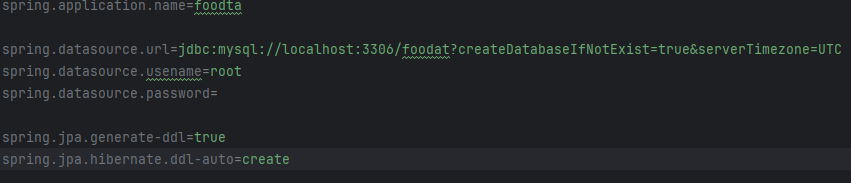 spring.application.name=foodta
spring.datasource.url=jdbc:mysql://localhost:3306/foodat?createDatabaseIfNotExist=true&serverTimezone=UTC
spring.datasource.usename=root
spring.datasource.password=
spring.jpa.generate-ddl=true
spring.jpa.hibernate.ddl-auto=create